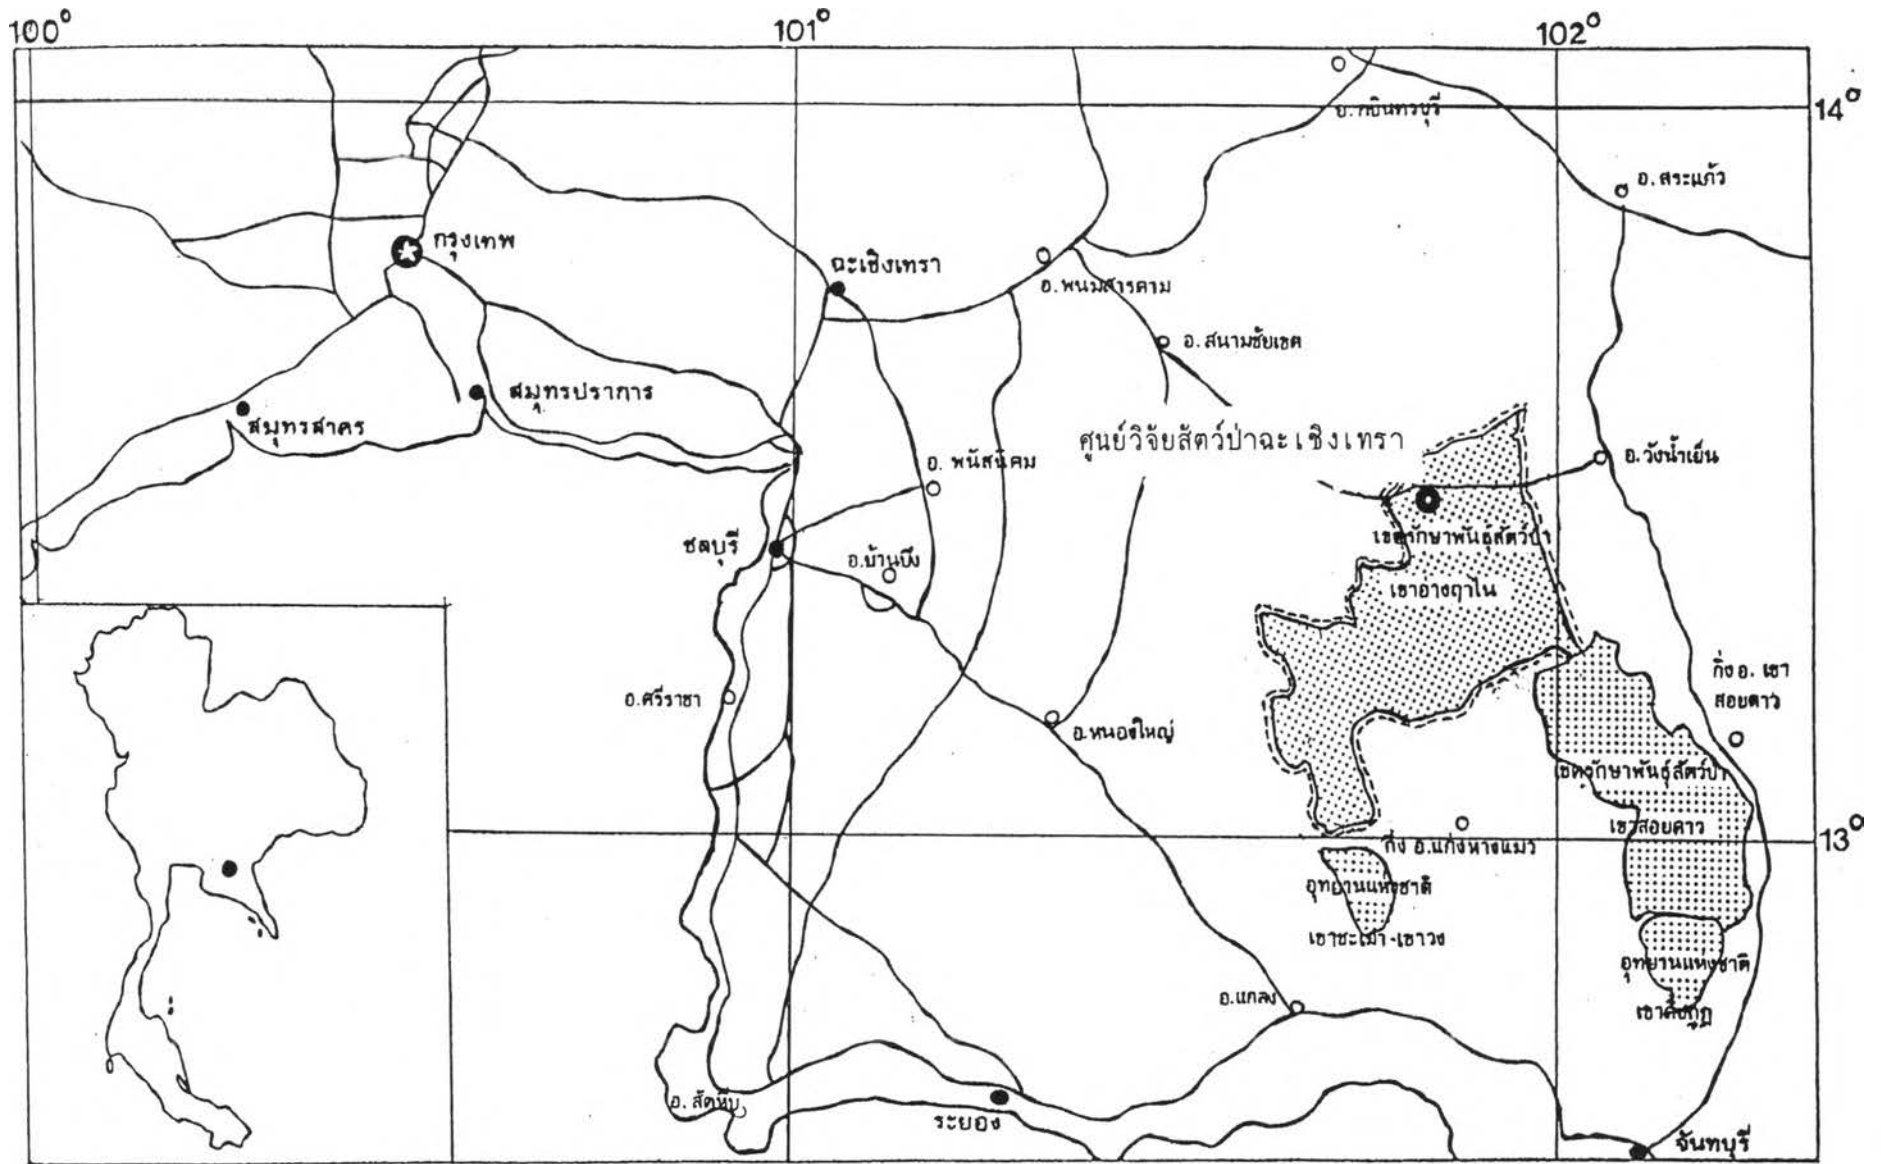 100°
101°
102°
14°
อ. กบินทรบุรี
อ. สระแก้ว
กรุงเทพ
ฉะเชิงเทรา
อ. พนมสารคาม
อ. สนามชัยเขต
สมุทรปราการ
สมุทรสาคร
ศูนย์วิจัยสัตว์ป่าฉะเชิงเทรา
อ. วังน้ำเย็น
อ. พนัสนิคม
ชลบุรี
อ.บ้านบึง
เขตรักษาพันธุ์สัตว์ป่า
เขาอ่างฤาไน
กิ่งอ. เขา
สอยดาว
อ.ศรีราชา
อ.หนองใหญ่
เขตรักษาพันธุ์สัตว์ป่า
เขาสอยดาว
13°
กิ่ง อ.แก่งหางแมว
อุทยานแห่งชาติ
เขาชะเมา-เขาวง
อุทยานแห่งชาติ
เขาคิชฌกูฏ
อ.แกลง
อ. สัตหีบ
ระยอง
จันทบุรี